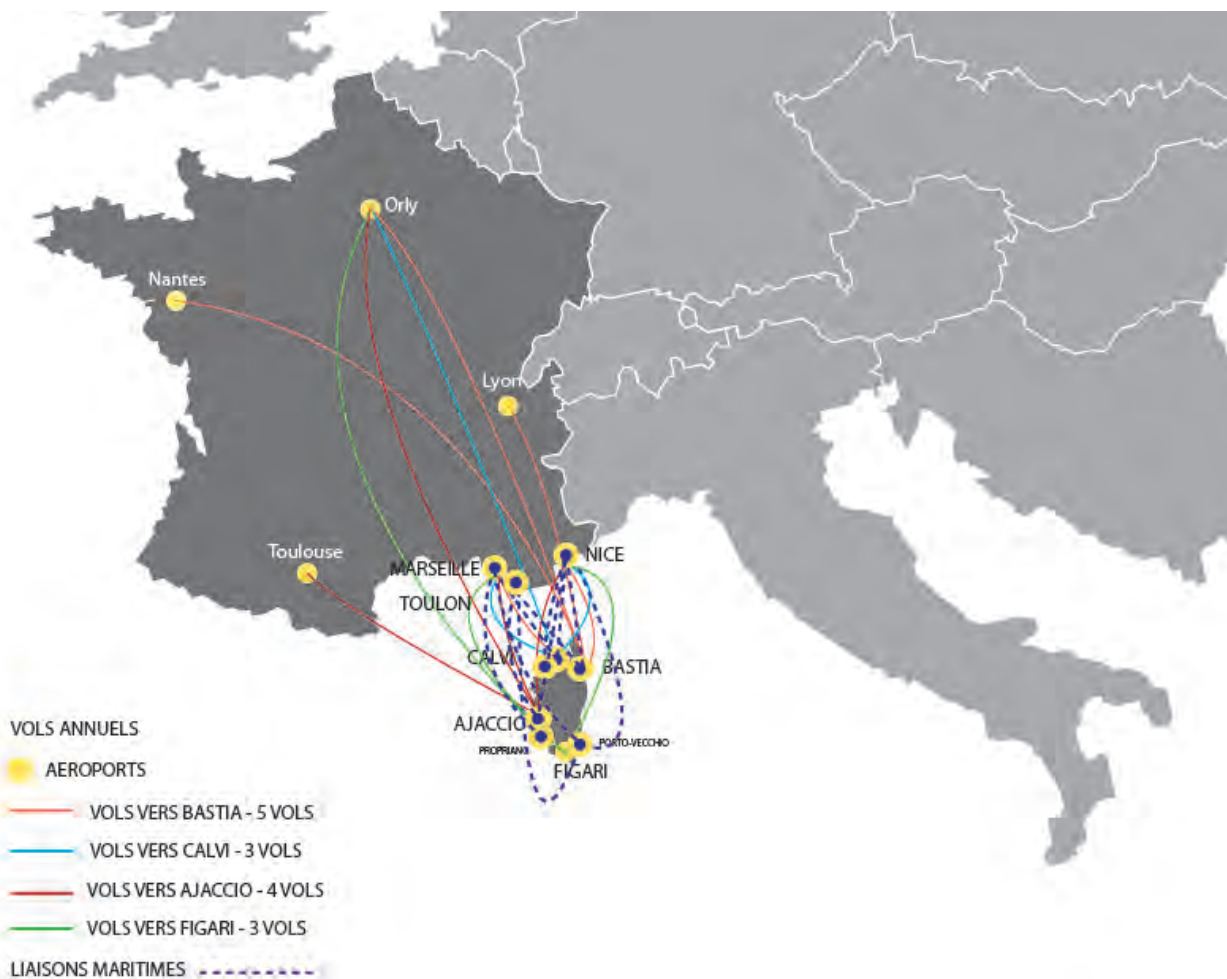 Orly
Nantes
Lyon
Toulouse
NICE
MARSEILLE
TOULON
CALVI
BASTIA
AJACCIO
PROPRIANO
PORTO-VECCHIO
FIGARI
VOLS ANNUELS
AEROPORTS
VOLS VERS BASTIA - 5 VOLS
VOLS VERS CALVI - 3 VOLS
VOLS VERS AJACCIO - 4 VOLS
VOLS VERS FIGARI - 3 VOLS
LIAISONS MARITIMES